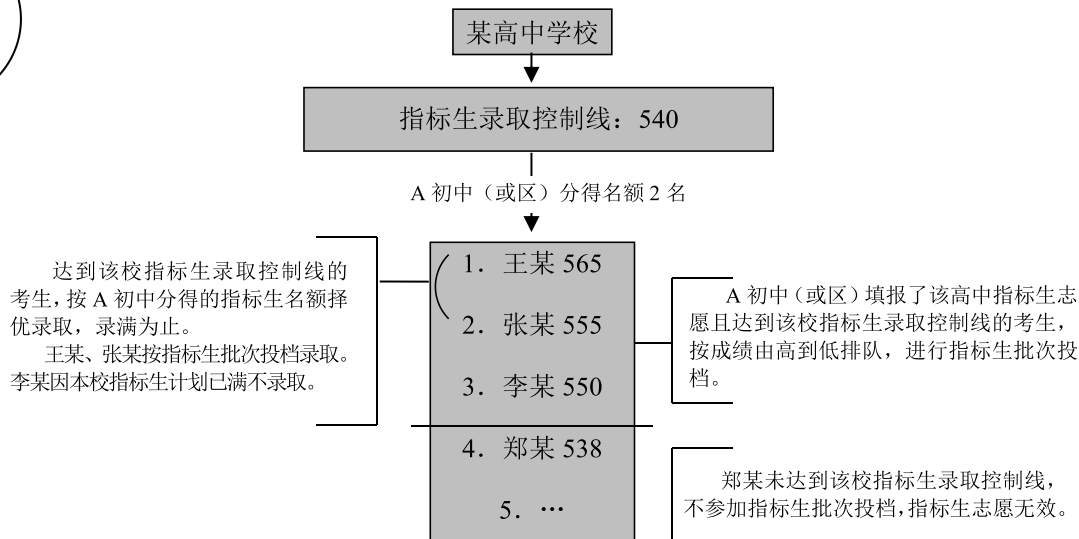 某高中学校
指标生录取控制线：540
A 初中（或区）分得名额 2 名
达到该校指标生录取控制线的
考生，按 A 初中分得的指标生名额择
优录取，录满为止。
王某、张某按指标生批次投档录取。
李某因本校指标生计划已满不录取。
1．王某 565
2．张某 555
3．李某 550
4．郑某 538
5．…
A 初中（或区）填报了该高中指标生志
愿且达到该校指标生录取控制线的考生，
按成绩由高到低排队，进行指标生批次投
档。
郑某未达到该校指标生录取控制线，
不参加指标生批次投档，指标生志愿无效。